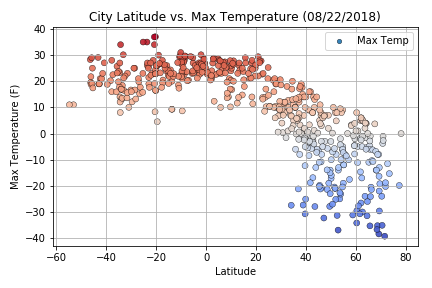 City Latitude vs. Max Temperature (08/22/2018)
Max Temp
40
30
20
10
0
−10
−20
−30
−40
Max Temperature (F)
−60 −40 −20 0 20 40 60 80
Latitude